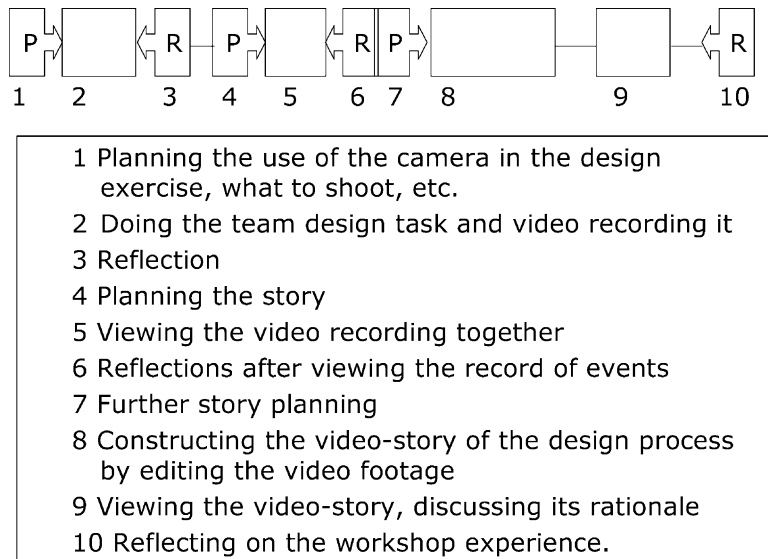 P R P R P R
1 2 3 4 5 6 7 8 9 10
1 Planning the use of the camera in the design
exercise, what to shoot, etc.
2 Doing the team design task and video recording it
3 Reflection
4 Planning the story
5 Viewing the video recording together
6 Reflections after viewing the record of events
7 Further story planning
8 Constructing the video-story of the design process
by editing the video footage
9 Viewing the video-story, discussing its rationale
10 Reflecting on the workshop experience.